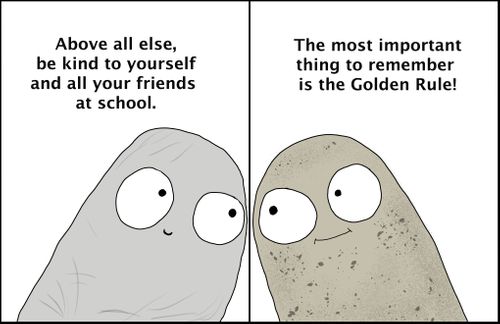 Above all else,
be kind to yourself
and all your friends
at school.
The most important
thing to remember
is the Golden Rule!